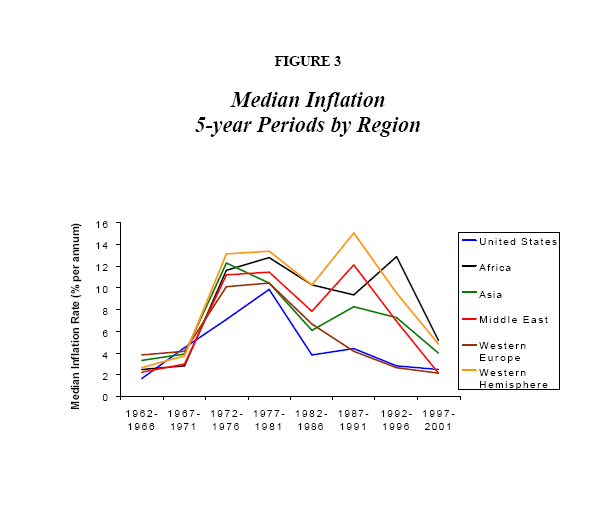 FIGURE 3
Median Inflation
5-year Periods by Region
Median Inflation Rate (% per annum)
16
14
12
10
8
6
4
2
0
1962- 1967- 1972- 1977- 1982- 1987- 1992- 1997-
1966 1971 1976 1981 1986 1991 1996 2001
United States
Africa
Asia
Middle East
Western
Europe
Western
Hemisphere